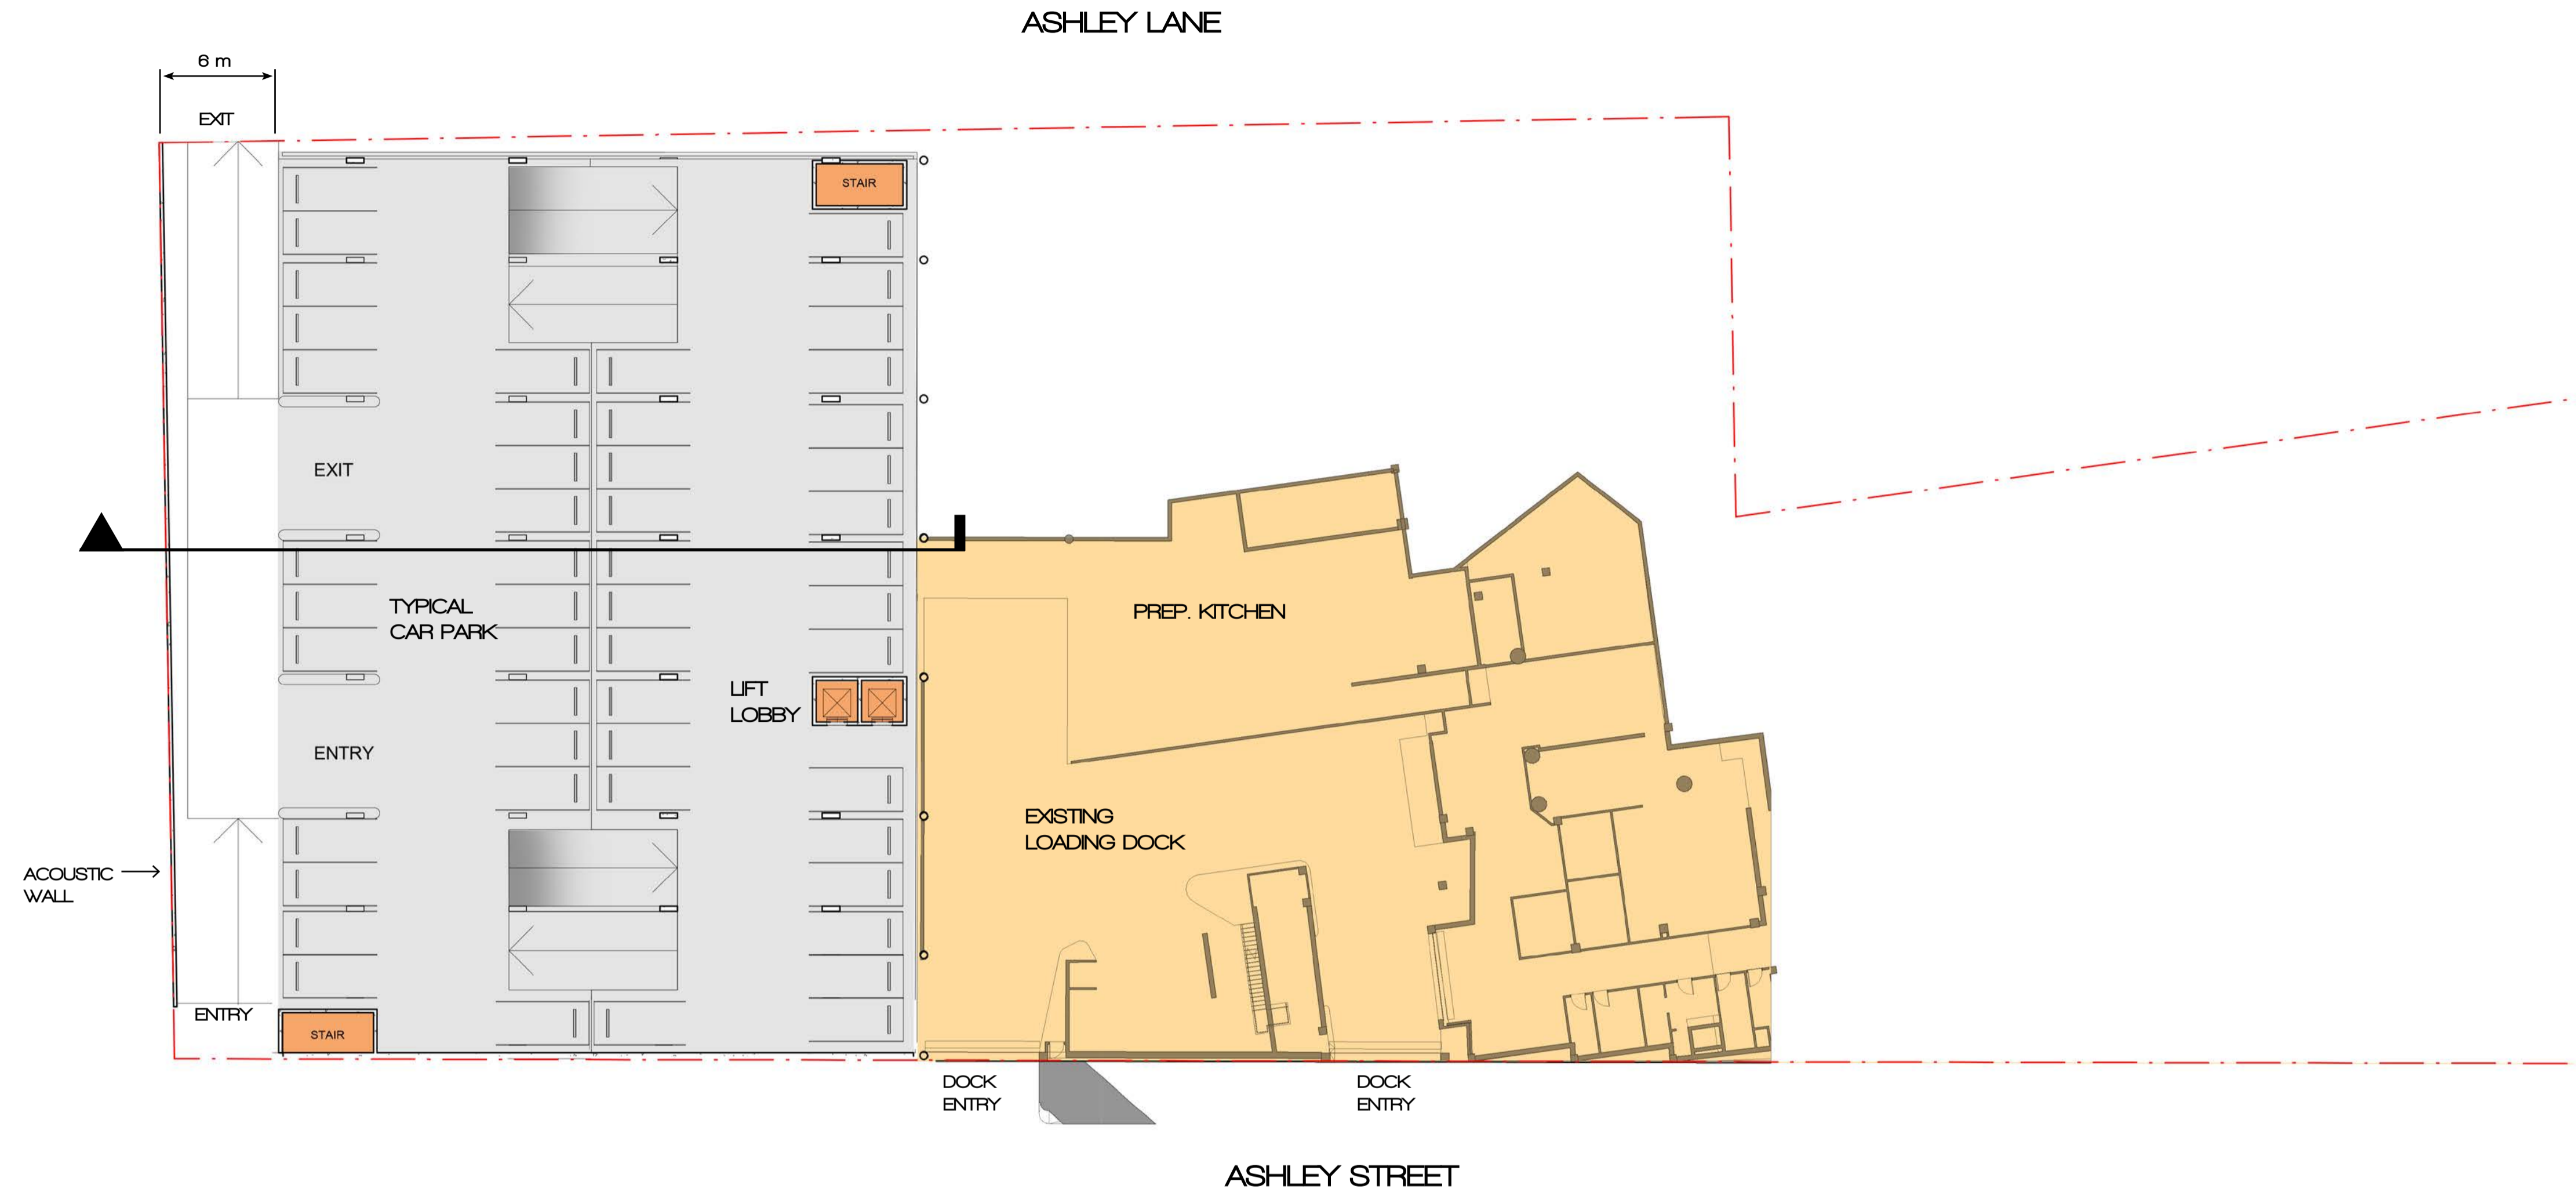 ASHLEY LANE
6 m
EXIT
STAIR
EXIT
TYPICAL
CAR PARK
PREP. KITCHEN
LIFT
LOBBY
ENTRY
EXISTING
LOADING DOCK
ACOUSTIC
WALL
ENTRY
STAIR
DOCK
ENTRY
DOCK
ENTRY
ASHLEY STREET